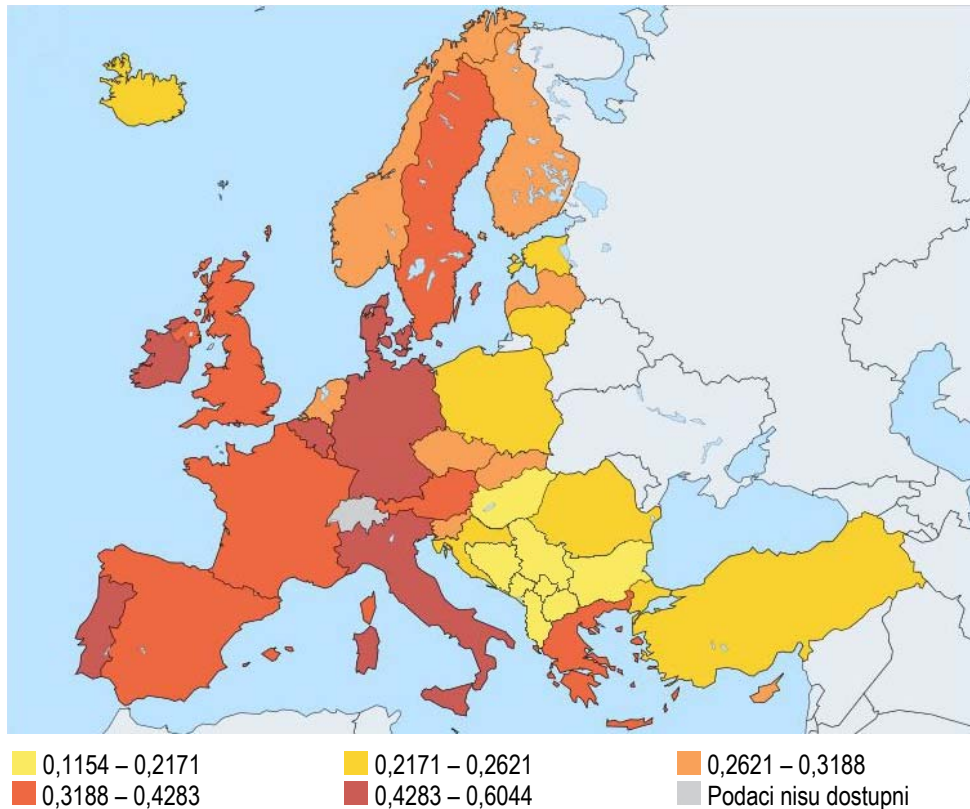 0,1154 – 0,2171
0,2171 – 0,2621
0,2621 – 0,3188
0,3188 – 0,4283
0,4283 – 0,6044
Podaci nisu dostupni